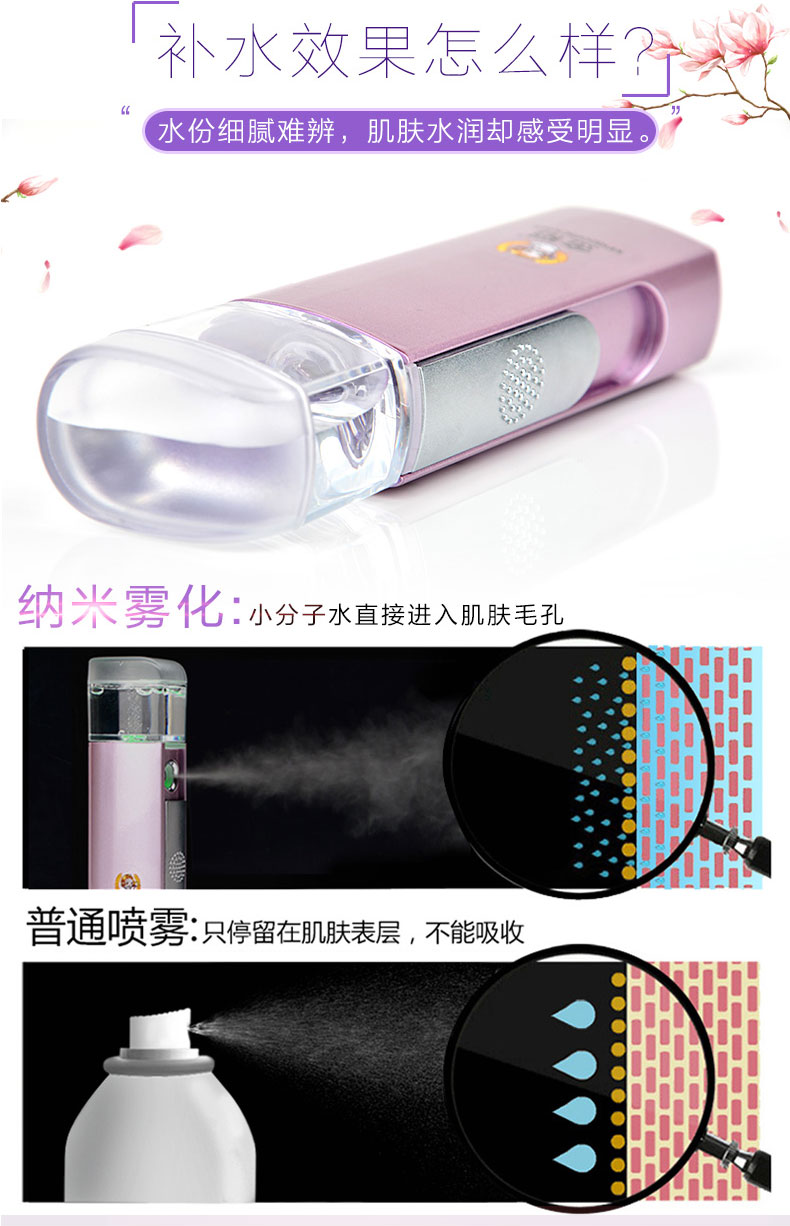 补水效果怎么样?
“水份细腻难辨，肌肤水润却感受明显。”
纳米雾化:小分子水直接进入肌肤毛孔
普通喷雾:只停留在肌肤表层，不能吸收